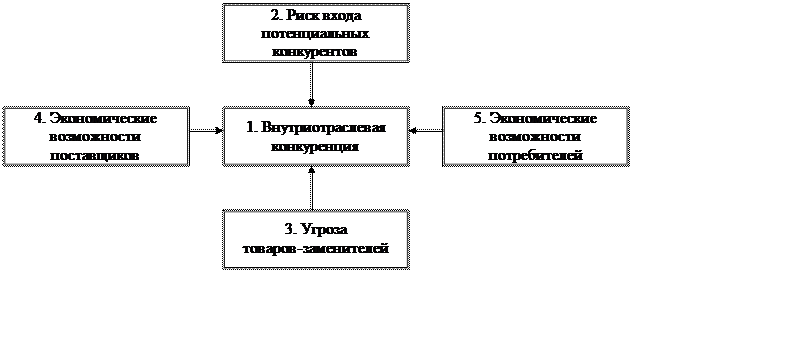 2. Риск входа
потенциальных
конкурентов
4. Экономические
возможности
поставщиков
1. Внутриотраслевая
конкуренция
5. Экономические
возможности
потребителей
3. Угроза
товаров-заменителей